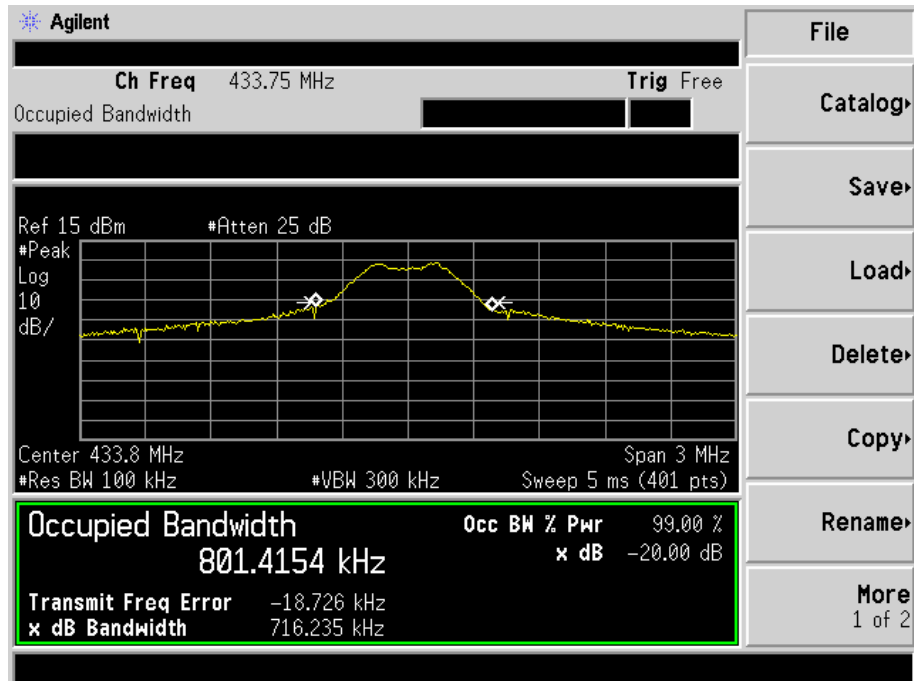 Agilent
Ch Freq 433.75 MHz Trig Free
Occupied Bandwidth
Ref 15 dBm #Atten 25 dB
#Peak
Log
10
dB/
Center 433.8 MHz Span 3 MHz
#Res BW 100 kHz #VBW 300 kHz Sweep 5 ms (401 pts)
Occupied Bandwidth Occ BW % Pwr 99.00 %
801.4154 kHz x dB -20.00 dB
Transmit Freq Error -18.726 kHz
x dB Bandwidth 716.235 kHz
File
Catalog
Save
Load
Delete
Copy
Rename
More
1 of 2